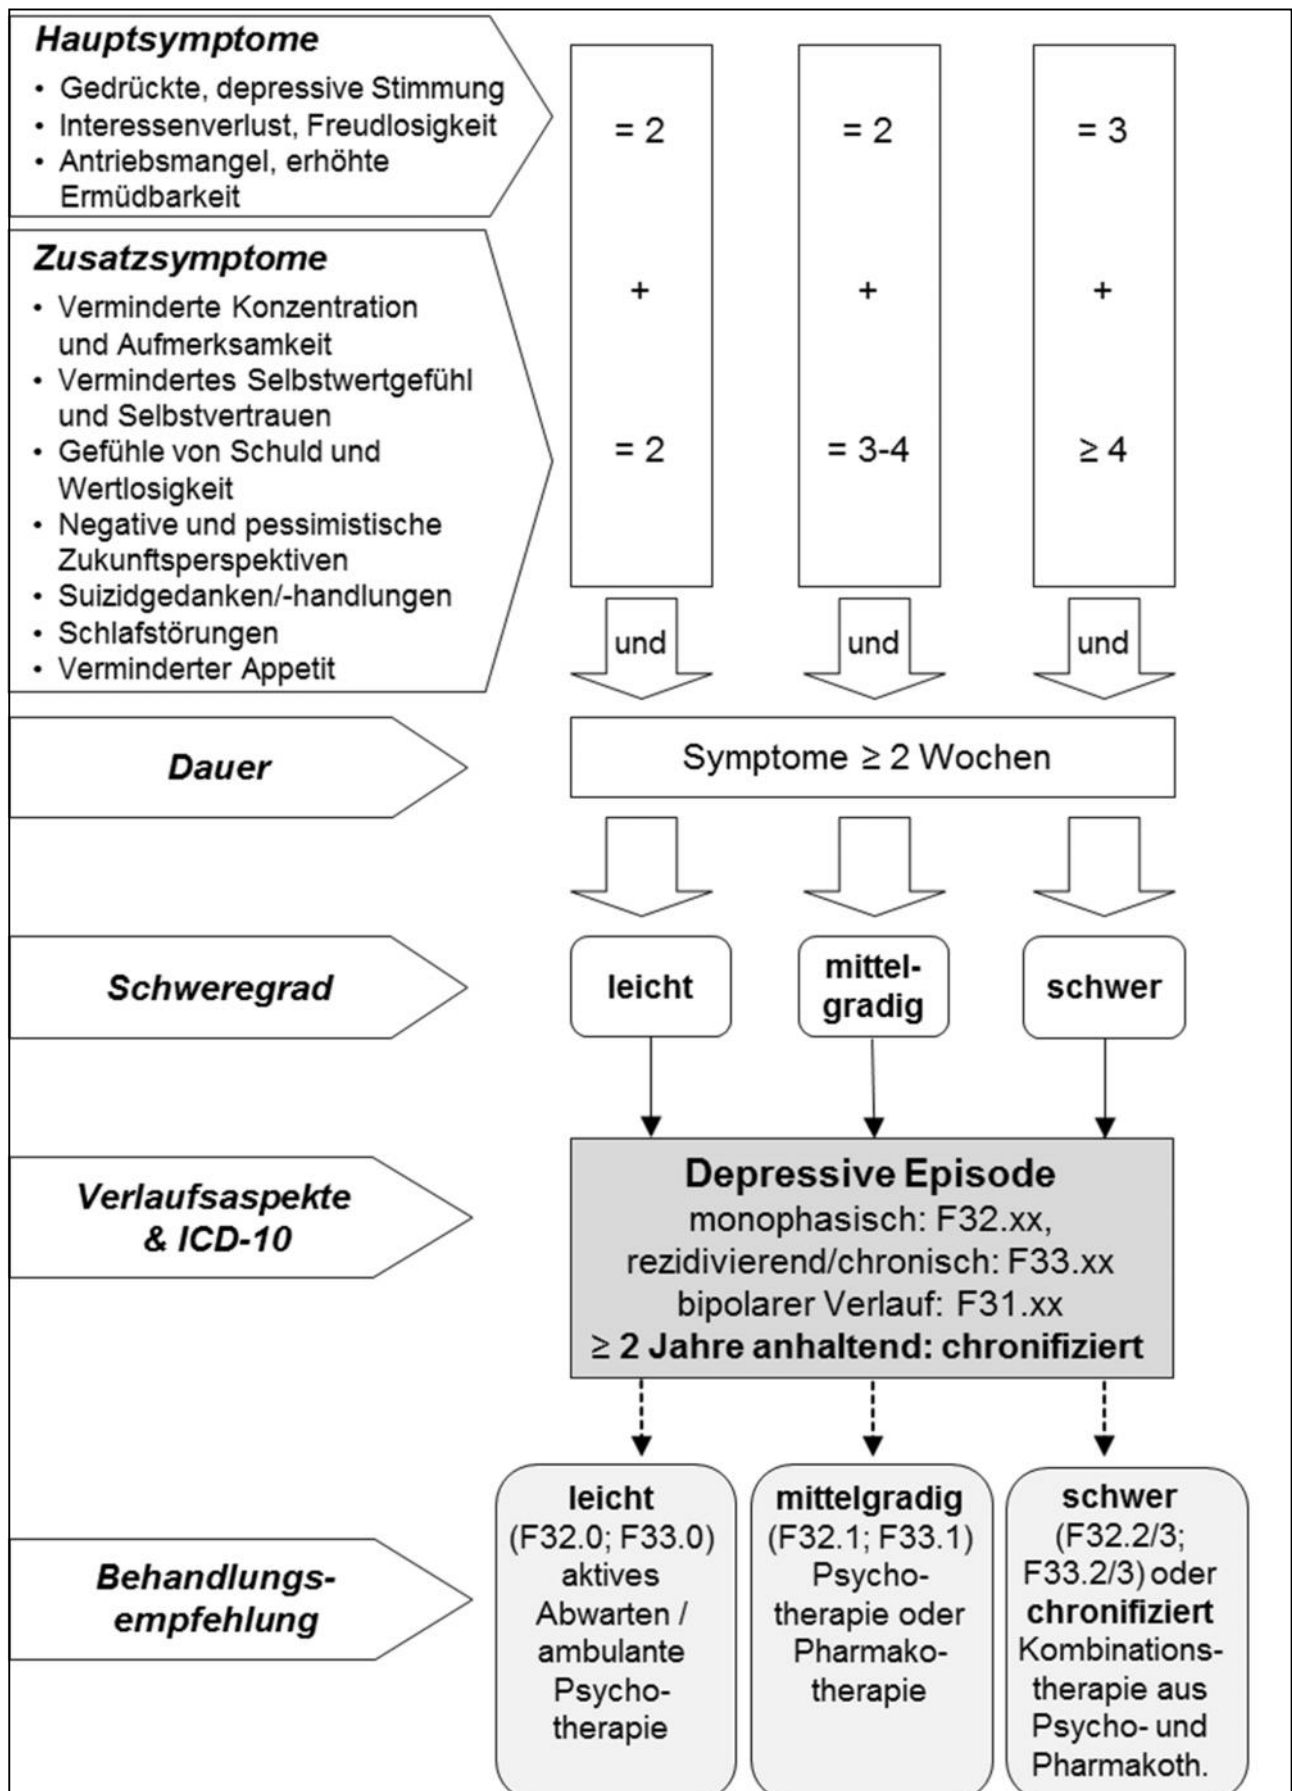 Hauptsymptome
• Gedrückte, depressive Stimmung
• Interessenverlust, Freudlosigkeit
• Antriebsmangel, erhöhte
Ermüdbarkeit
= 2
= 2
= 3
Zusatzsymptome
• Verminderte Konzentration
und Aufmerksamkeit
• Vermindertes Selbstwertgefühl
und Selbstvertrauen
• Gefühle von Schuld und
Wertlosigkeit
• Negative und pessimistische
Zukunftsperspektiven
• Suizidgedanken/-handlungen
• Schlafstörungen
• Verminderter Appetit
+
+
+
= 2
= 3-4
≥ 4
und
und
und
Dauer
Symptome ≥ 2 Wochen
Schweregrad
leicht
mittel-
gradig
schwer
Verlaufsaspekte
& ICD-10
Depressive Episode
monophasisch: F32.xx,
rezidivierend/chronisch: F33.xx
bipolarer Verlauf: F31.xx
≥ 2 Jahre anhaltend: chronifiziert
Behandlungs-
empfehlung
leicht
(F32.0; F33.0)
aktives
Abwarten /
ambulante
Psycho-
therapie
mittelgradig
(F32.1; F33.1)
Psycho-
therapie oder
Pharmako-
therapie
schwer
(F32.2/3;
F33.2/3) oder
chronifiziert
Kombinations-
therapie aus
Psycho- und
Pharmakoth.